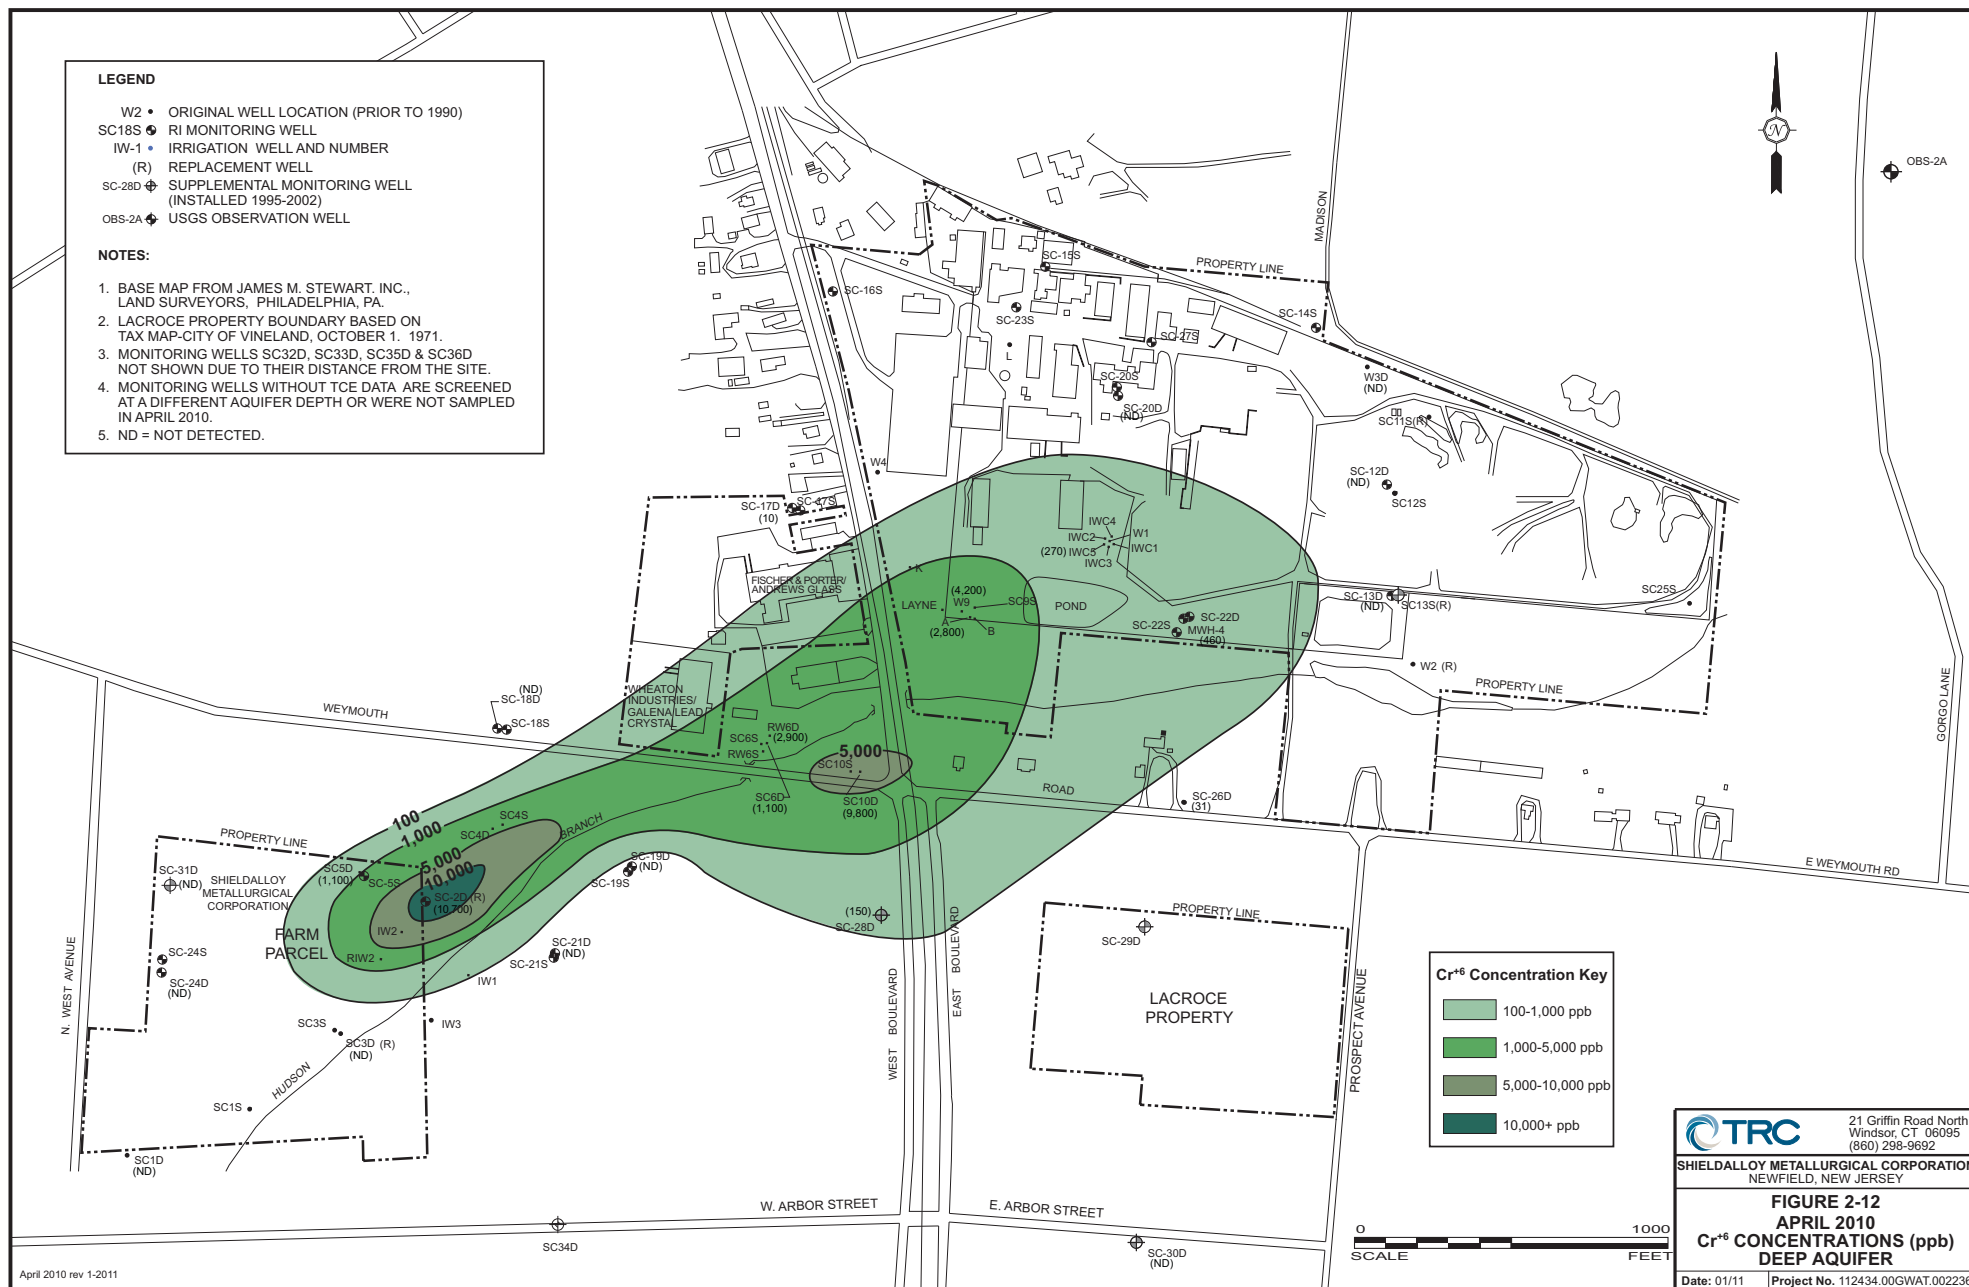 LEGEND
W2 • ORIGINAL WELL LOCATION (PRIOR TO 1990)
SC18S RI MONITORING WELL
IW-1 • IRRIGATION WELL AND NUMBER
(R) REPLACEMENT WELL
SC-28D SUPPLEMENTAL MONITORING WELL
(INSTALLED 1995-2002)
OBS-2A USGS OBSERVATION WELL
NOTES:
1. BASE MAP FROM JAMES M. STEWART. INC.,
LAND SURVEYORS, PHILADELPHIA, PA.
2. LACROCE PROPERTY BOUNDARY BASED ON
TAX MAP-CITY OF VINELAND, OCTOBER 1. 1971.
3. MONITORING WELLS SC32D, SC33D, SC35D & SC36D
NOT SHOWN DUE TO THEIR DISTANCE FROM THE SITE.
4. MONITORING WELLS WITHOUT TCE DATA ARE SCREENED
AT A DIFFERENT AQUIFER DEPTH OR WERE NOT SAMPLED
IN APRIL 2010.
5. ND = NOT DETECTED.
N
OBS-2A
MADISON
PROPERTY LINE
SC-15S
SC-16S
SC-23S
SC-14S
SC-27S
L
W3D
(ND)
SC-20S
SC-20D
(ND)
SC11S(R)
W4
SC-12D
(ND)
SC12S
SC-17D
(10)
SC-17S
IWC4
IWC2
W1
(270)
IWC5
IWC1
IWC3
K
FISCHER & PORTER/
ANDREWS GLASS
(4,200)
LAYNE
W9
SC9S
POND
A
(2,800)
B
SC-22S
SC-22D
MWH-4
(460)
SC-13D
(ND)
SC13S(R)
SC25S
W2 (R)
PROPERTY LINE
GORGO LANE
(ND)
SC-18D
SC-18S
WEYMOUTH
WHEATON
INDUSTRIES/
GALENA LEAD
CRYSTAL
RW6D
(2,900)
SC6S
RW6S
5,000
SC10S
SC6D
(1,100)
SC10D
(9,800)
ROAD
SC-26D
(31)
E WEYMOUTH RD
100
1,000
5,000
10,000
SC4S
SC4D
BRANCH
PROPERTY LINE
SC-31D
(ND)
SHIELDALLOY
METALLURGICAL
CORPORATION
SC5D
(1,100)
SC-5S
SC-2D (R)
(10,700)
SC-19D
(ND)
SC-19S
(150)
SC-28D
IW2
FARM
PARCEL
RIW2
IW1
SC-21D
(ND)
SC-21S
SC-24S
SC-24D
(ND)
N. WEST AVENUE
SC3S
SC3D (R)
(ND)
IW3
HUDSON
SC1S
SC1D
(ND)
WEST BOULEVARD
EAST BOULEVARD
PROPERTY LINE
SC-29D
LACROCE
PROPERTY
PROSPECT AVENUE
Cr+6 Concentration Key
100-1,000 ppb
1,000-5,000 ppb
5,000-10,000 ppb
10,000+ ppb
W. ARBOR STREET
E. ARBOR STREET
SC34D
SC-30D
(ND)
0 1000
SCALE FEET
TRC
21 Griffin Road North
Windsor, CT 06095
(860) 298-9692
SHIELDALLOY METALLURGICAL CORPORATION
NEWFIELD, NEW JERSEY
FIGURE 2-12
APRIL 2010
Cr+6 CONCENTRATIONS (ppb)
DEEP AQUIFER
Date: 01/11 Project No. 112434.00GWAT.002236
April 2010 rev 1-2011